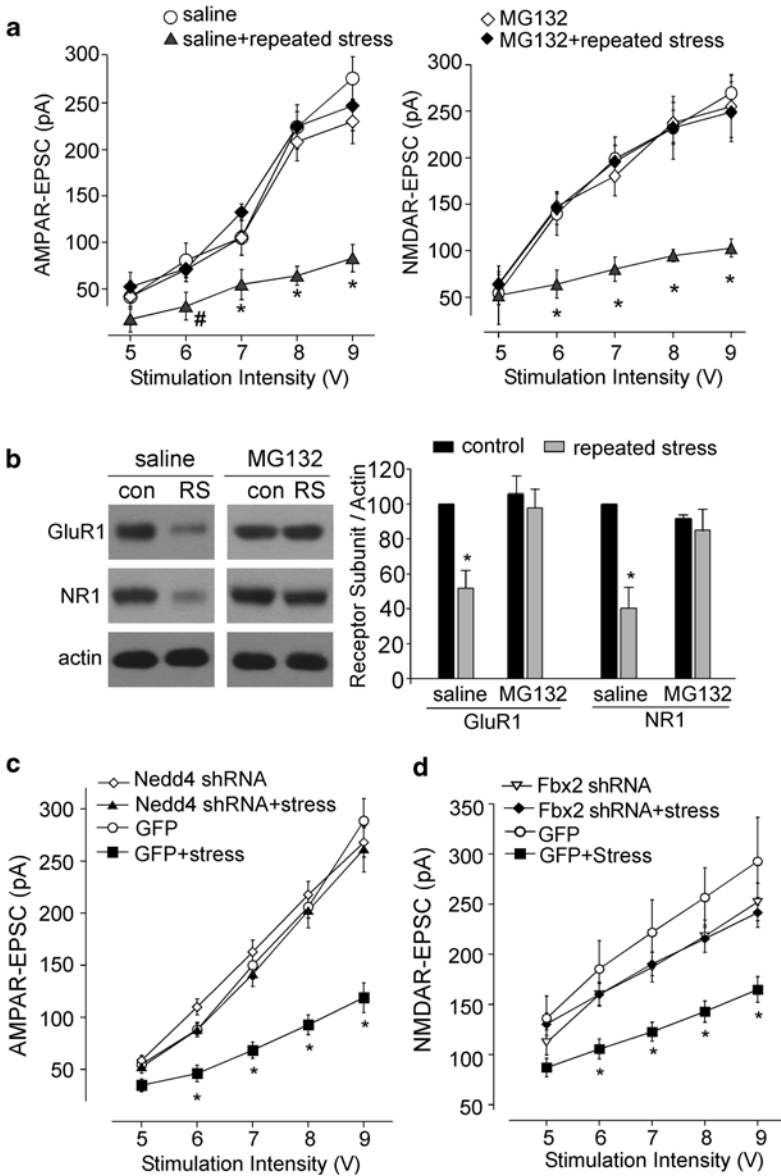 a
saline
saline+repeated stress
MG132
MG132+repeated stress
AMPAR-EPSC (pA)
300
250
200
150
100
50
5 6 7 8 9
# * * *
Stimulation Intensity (V)
NMDAR-EPSC (pA)
300
250
200
150
100
50
5 6 7 8 9
* * * *
Stimulation Intensity (V)
b
saline MG132
con RS con RS
GluR1
NR1
actin
control repeated stress
Receptor Subunit / Actin
120
100
80
60
40
20
0
* *
saline MG132 saline MG132
GluR1 NR1
c
Nedd4 shRNA
Nedd4 shRNA+stress
GFP
GFP+stress
AMPAR-EPSC (pA)
300
250
200
150
100
50
* * * *
5 6 7 8 9
Stimulation Intensity (V)
d
Fbx2 shRNA
Fbx2 shRNA+stress
GFP
GFP+Stress
NMDAR-EPSC (pA)
350
300
250
200
150
100
50
* * * *
5 6 7 8 9
Stimulation Intensity (V)